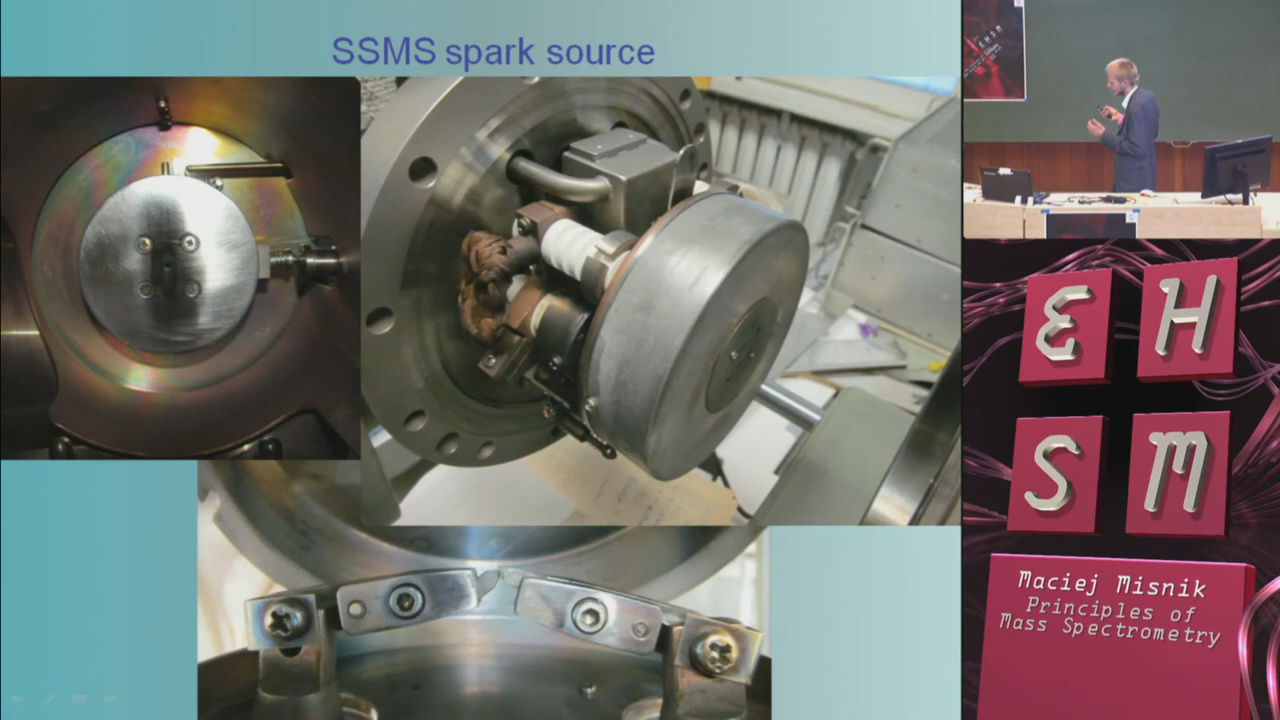 SSMS spark source
E H
S M
Maciej Misnik
Principles of
Mass Spectrometry